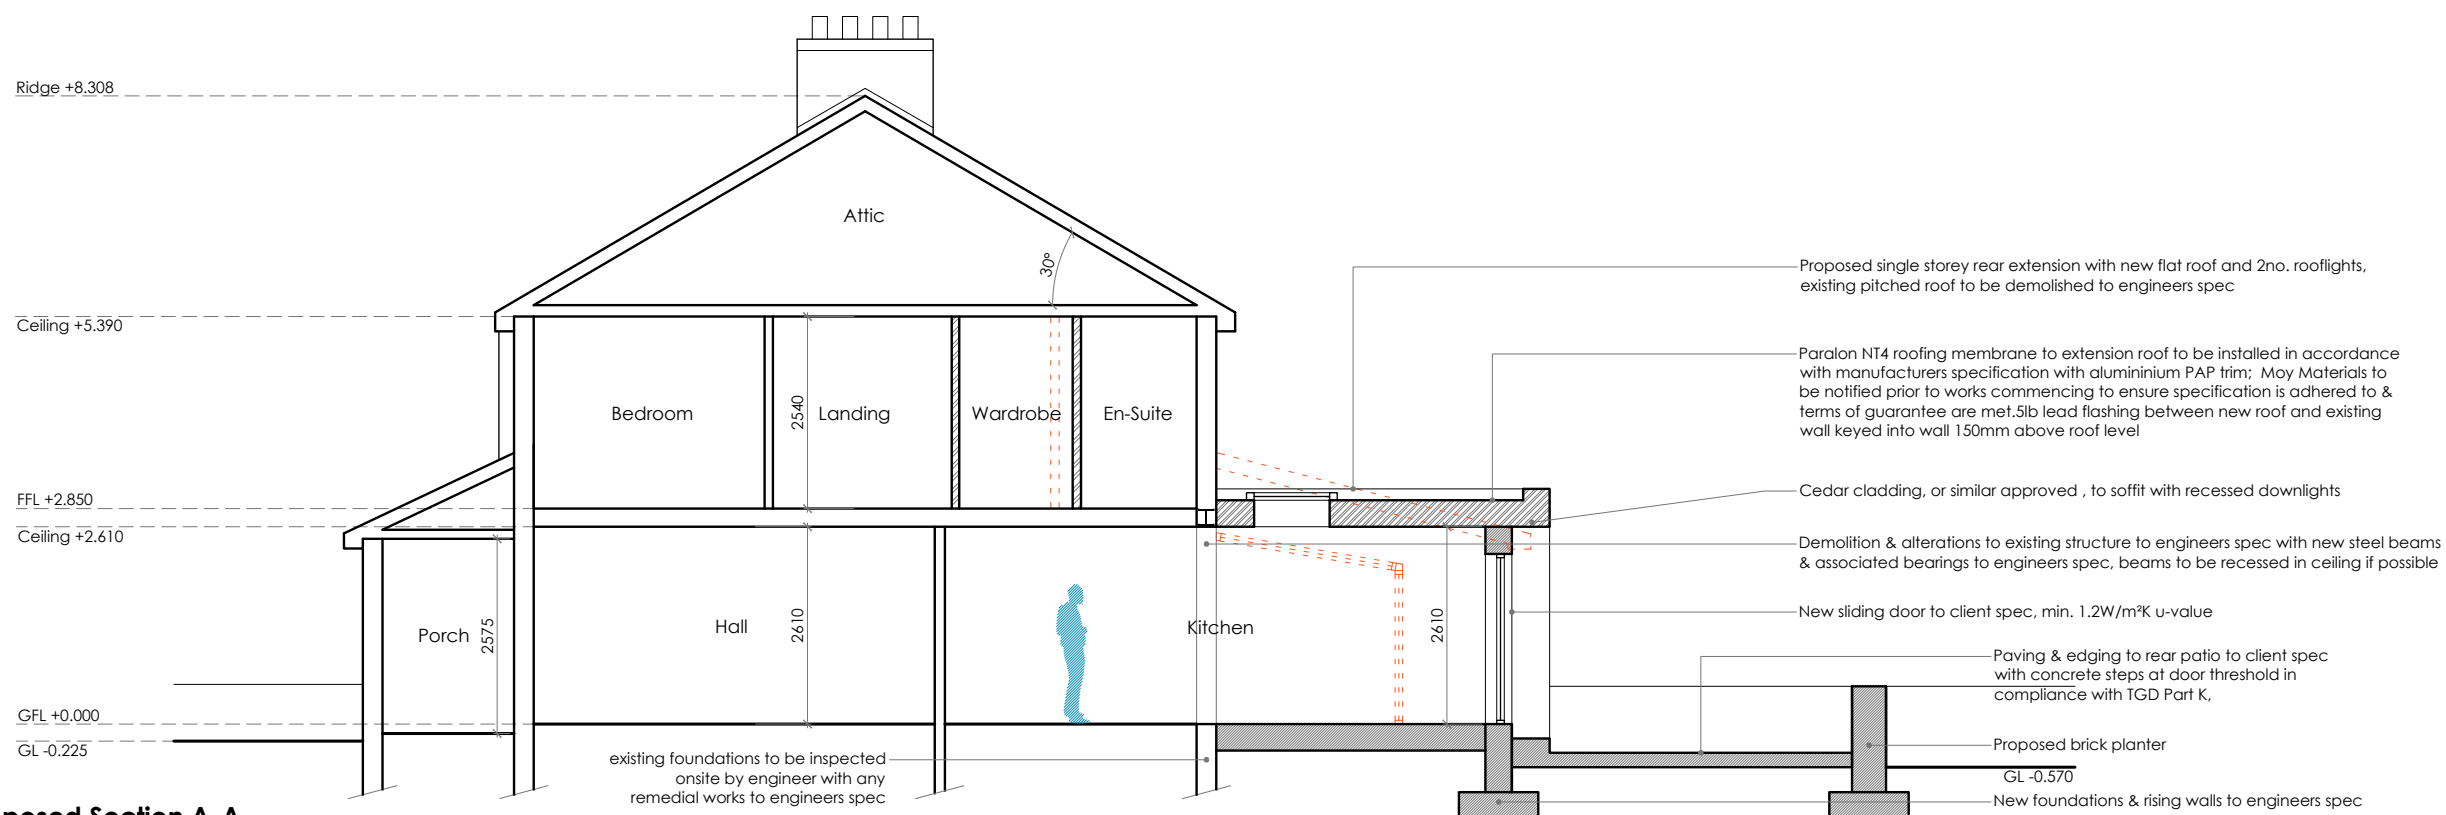 Ridge +8.308
Attic
30°
Proposed single storey rear extension with new flat roof and 2no. rooflights,
existing pitched roof to be demolished to engineers spec
Ceiling +5.390
Paralon NT4 roofing membrane to extension roof to be installed in accordance
with manufacturers specification with alumininium PAP trim; Moy Materials to
be notified prior to works commencing to ensure specification is adhered to &
terms of guarantee are met.5lb lead flashing between new roof and existing
wall keyed into wall 150mm above roof level
Bedroom
2540
Landing
Wardrobe
En-Suite
Cedar cladding, or similar approved , to soffit with recessed downlights
FFL +2.850
Ceiling +2.610
Demolition & alterations to existing structure to engineers spec with new steel beams
& associated bearings to engineers spec, beams to be recessed in ceiling if possible
New sliding door to client spec, min. 1.2W/m²K u-value
Porch
2575
Hall
2610
Kitchen
2610
Paving & edging to rear patio to client spec
with concrete steps at door threshold in
compliance with TGD Part K,
GFL +0.000
GL -0.225
Proposed brick planter
GL -0.570
existing foundations to be inspected
onsite by engineer with any
remedial works to engineers spec
New foundations & rising walls to engineers spec